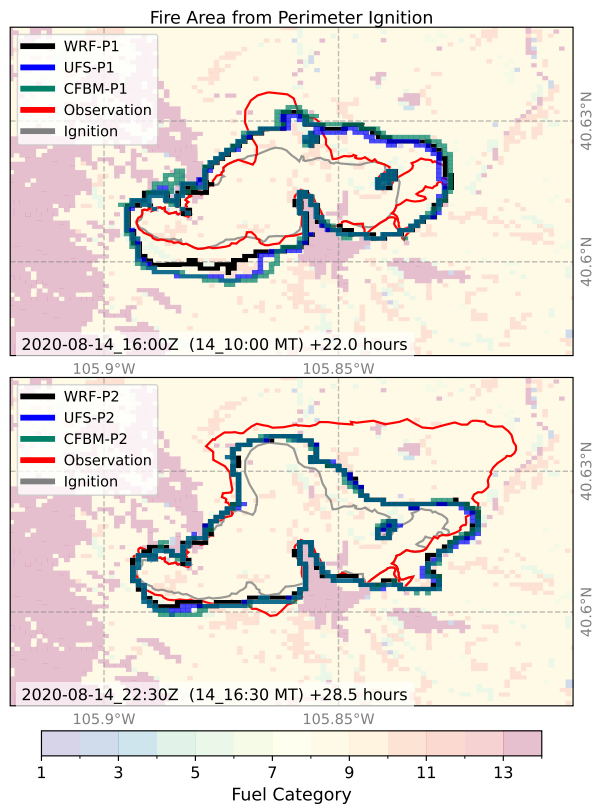 Fire Area from Perimeter Ignition
WRF-P1
UFS-P1
CFBM-P1
Observation
Ignition
40.63°N
40.6°N
2020-08-14_16:00Z (14_10:00 MT) +22.0 hours
105.9°W 105.85°W
WRF-P2
UFS-P2
CFBM-P2
Observation
Ignition
40.63°N
40.6°N
2020-08-14_22:30Z (14_16:30 MT) +28.5 hours
105.9°W 105.85°W
1 3 5 7 9 11 13
Fuel Category